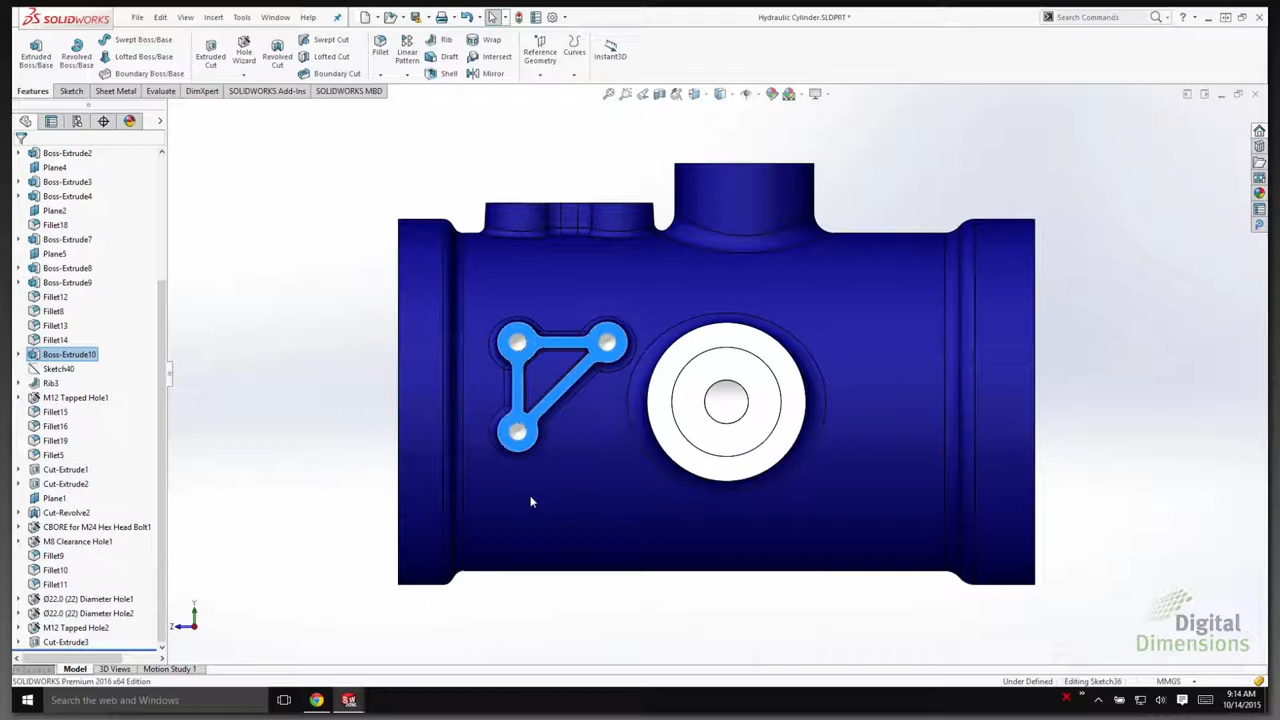 SOLIDWORKS
File Edit View Insert Tools Window Help
Hydraulic Cylinder.SLDPRT *
Search Commands
Extruded Boss/Base
Revolved Boss/Base
Swept Boss/Base
Lofted Boss/Base
Boundary Boss/Base
Extruded Cut
Hole Wizard
Revolved Cut
Swept Cut
Lofted Cut
Boundary Cut
Fillet
Linear Pattern
Rib
Draft
Shell
Wrap
Intersect
Mirror
Reference Geometry
Curves
Instant3D
Features Sketch Sheet Metal Evaluate DimXpert SOLIDWORKS Add-Ins SOLIDWORKS MBD
Boss-Extrude2
Plane4
Boss-Extrude3
Boss-Extrude4
Plane2
Fillet18
Boss-Extrude7
Plane5
Boss-Extrude8
Boss-Extrude9
Fillet12
Fillet8
Fillet13
Fillet14
Boss-Extrude10
Sketch40
Rib3
M12 Tapped Hole1
Fillet15
Fillet16
Fillet19
Fillet5
Cut-Extrude1
Cut-Extrude2
Plane1
Cut-Revolve2
CBORE for M24 Hex Head Bolt1
M8 Clearance Hole1
Fillet9
Fillet10
Fillet11
Ø22.0 (22) Diameter Hole1
Ø22.0 (22) Diameter Hole2
M12 Tapped Hole2
Cut-Extrude3
Y
Z
Digital
Dimensions
Model 3D Views Motion Study 1
SOLIDWORKS Premium 2016 x64 Edition
Under Defined Editing Sketch36 MMGS
Search the web and Windows
9:14 AM
10/14/2015